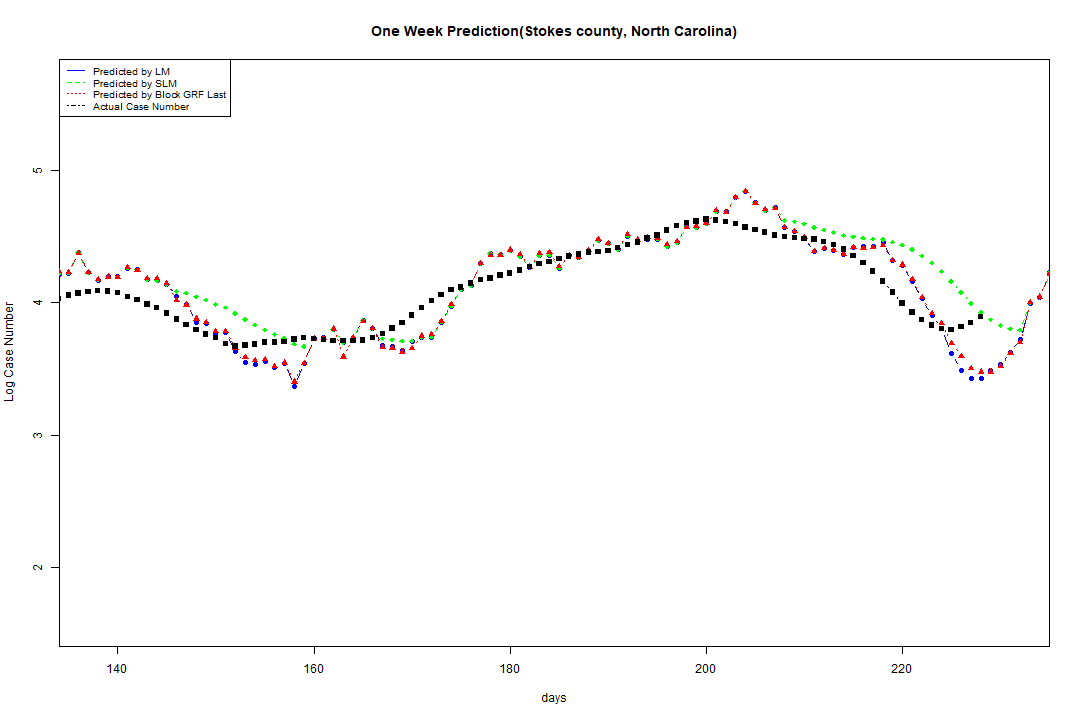 One Week Prediction(Stokes county, North Carolina)
Predicted by LM
Predicted by SLM
Predicted by Block GRF Last
Actual Case Number
5
4
3
2
Log Case Number
140 160 180 200 220
days